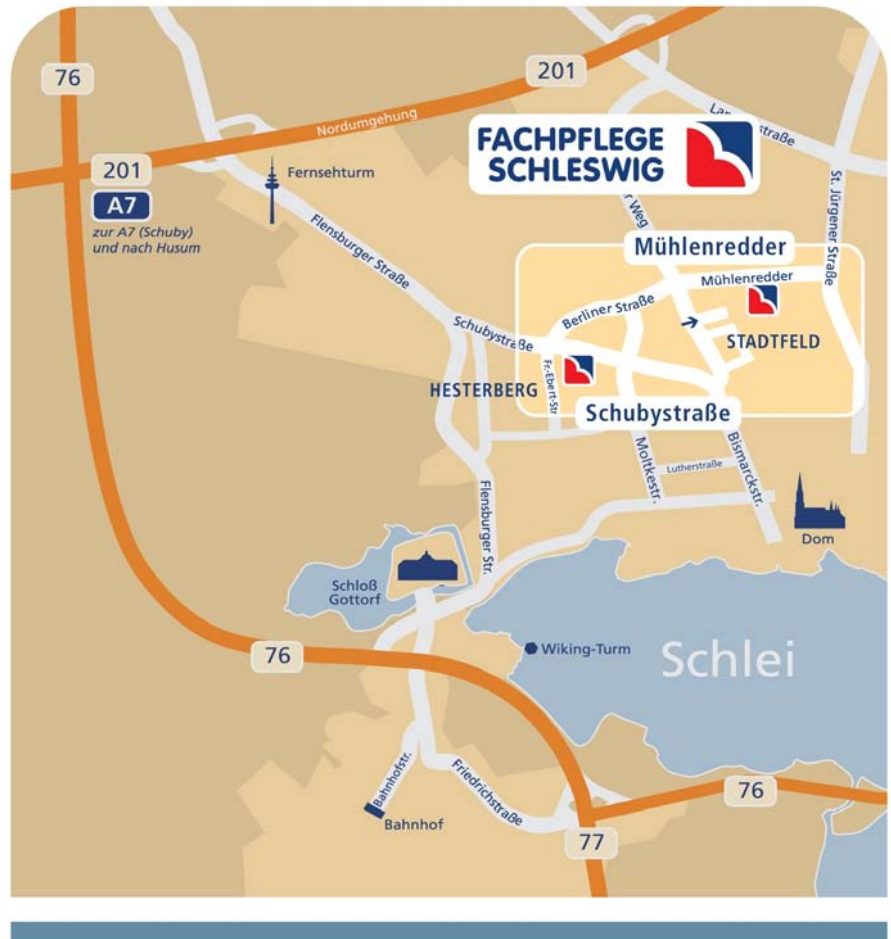 76
201
Nordumgehung
201
A7
zur A7 (Schuby)
und nach Husum
Fernsehturm
Flensburger Straße
FACHPFLEGE
SCHLESWIG
St. Jürgener Straße
Weg
Mühlenredder
Mühlenredder
Berliner Straße
Schubystraße
STADTFELD
HESTERBERG
Fr.-Ebert-Str
Schubystraße
Moltkestr.
Lutherstraße
Bismarckstr.
Flensburger Str.
Dom
Schloß
Gottorf
76
Wiking-Turm
Schlei
Bahnhofstr.
Friedrichstraße
Bahnhof
76
77